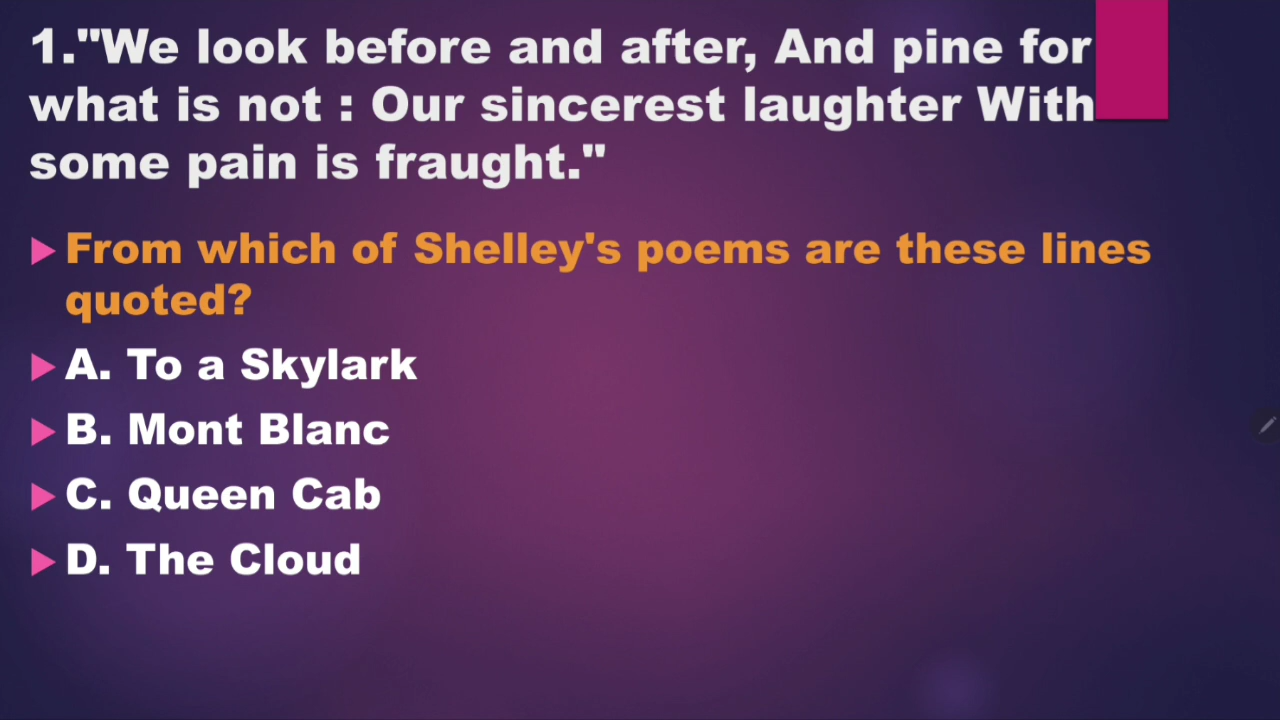 1."We look before and after, And pine for
what is not : Our sincerest laughter With
some pain is fraught."
From which of Shelley's poems are these lines
quoted?
A. To a Skylark
B. Mont Blanc
C. Queen Cab
D. The Cloud